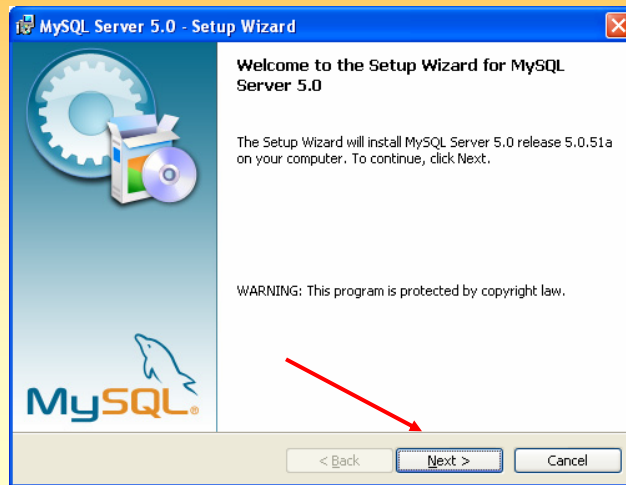 MySQL Server 5.0 - Setup Wizard
Welcome to the Setup Wizard for MySQL
Server 5.0
The Setup Wizard will install MySQL Server 5.0 release 5.0.51a
on your computer. To continue, click Next.
WARNING: This program is protected by copyright law.
MySQL®
< Back
Next >
Cancel